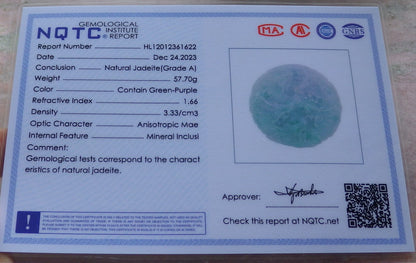 NQTC® GEMOLOGICAL INSTITUTE REPORT
MA CNBS
Report Number HL12012361622
Date Dec 24.2023
Conclusion Natural Jadeite(Grade A)
Weight 57.70g
Color Contain Green-Purple
Refractive Index 1.66
Density 3.33/cm3
Optic Character Anisotropic Mae
Internal Feature Mineral Inclusi
Comment:
Gemological tests correspond to the charact
eristics of natural jadeite.
Approver:
Check this report at NQTC.net